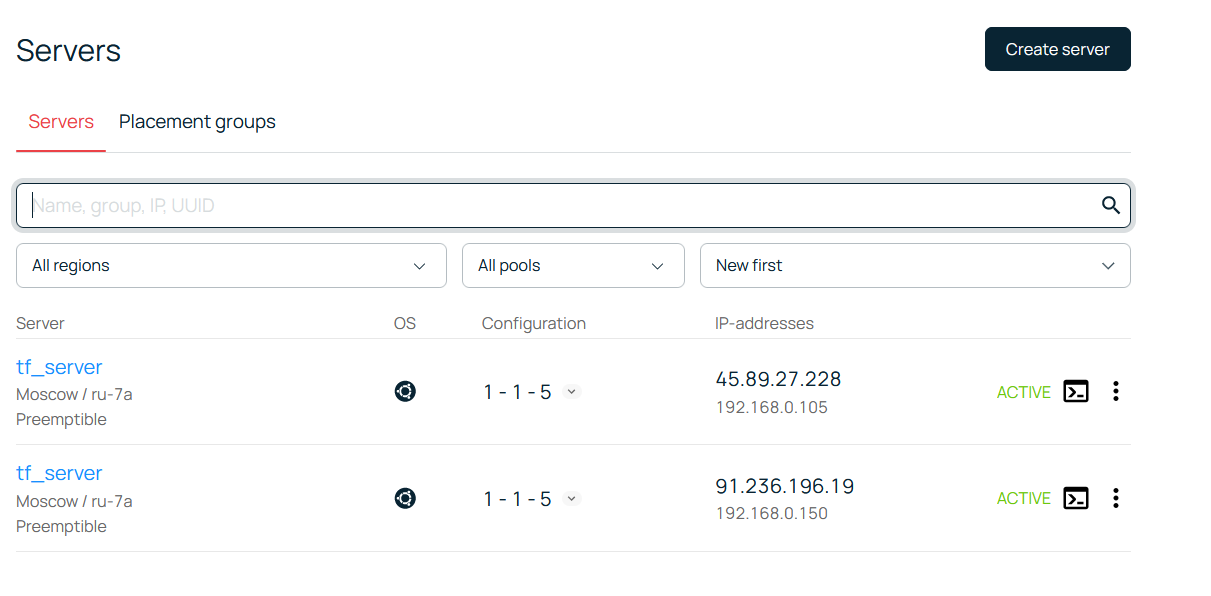 Servers
Create server
Servers Placement groups
Name, group, IP, UUID
All regions All pools New first
Server OS Configuration IP-addresses
tf_server
Moscow / ru-7a
Preemptible
1 - 1 - 5
45.89.27.228
192.168.0.105
ACTIVE
tf_server
Moscow / ru-7a
Preemptible
1 - 1 - 5
91.236.196.19
192.168.0.150
ACTIVE